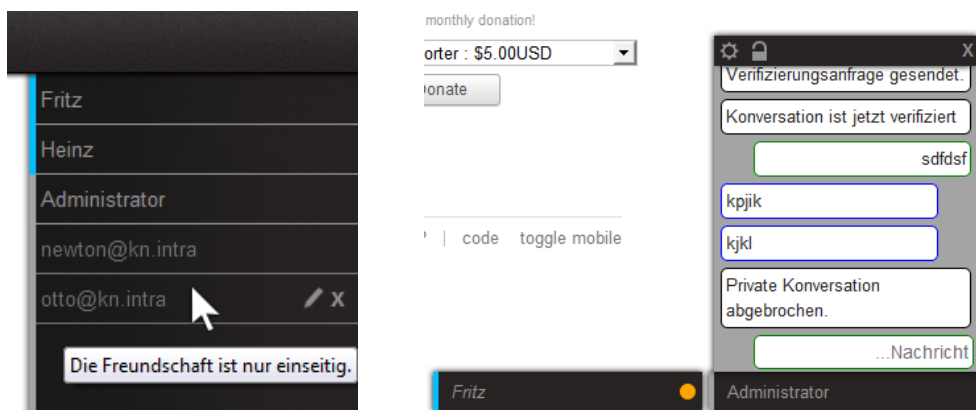 Fritz
Heinz
Administrator
newton@kn.intra
otto@kn.intra X
Die Freundschaft ist nur einseitig.
monthly donation!
orter : $5.00USD
onate
| code toggle mobile
Fritz
X
Verifizierungsanfrage gesendet.
Konversation ist jetzt verifiziert
sdfdsf
kpjik
kjkl
Private Konversation
abgebrochen.
...Nachricht
Administrator